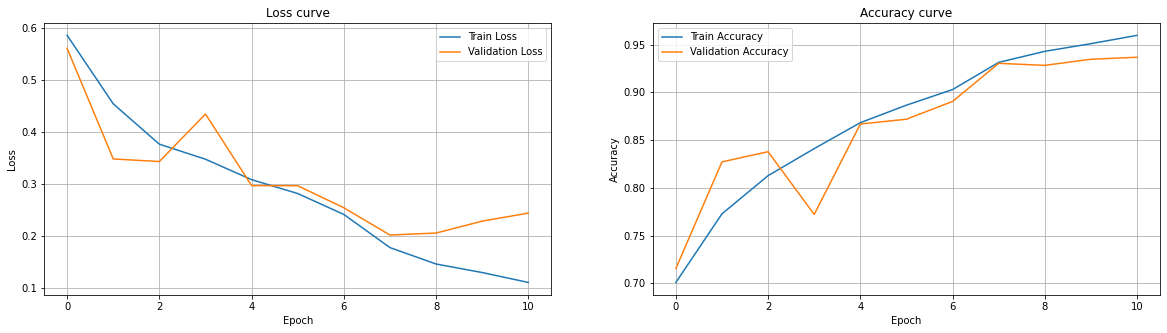 Loss curve
Train Loss
Validation Loss
0.6
0.5
0.4
0.3
0.2
0.1
Loss
0 2 4 6 8 10
Epoch
Accuracy curve
Train Accuracy
Validation Accuracy
0.95
0.90
0.85
0.80
0.75
0.70
Accuracy
0 2 4 6 8 10
Epoch